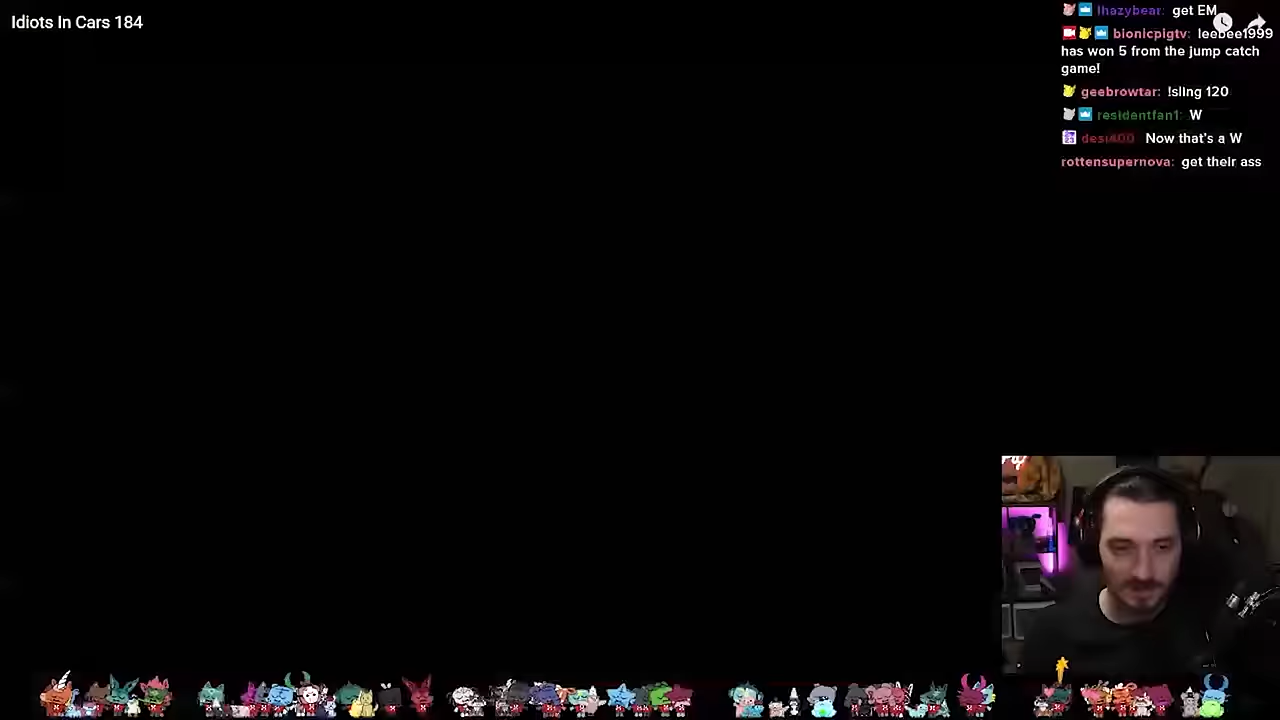 Idiots In Cars 184
lhazybear: get EM
bionicpigtv: leebee1999
has won 5 from the jump catch
game!
geebrowtar: !sling 120
residentfan1: W
Now that's a W
rottensupernova: get their ass